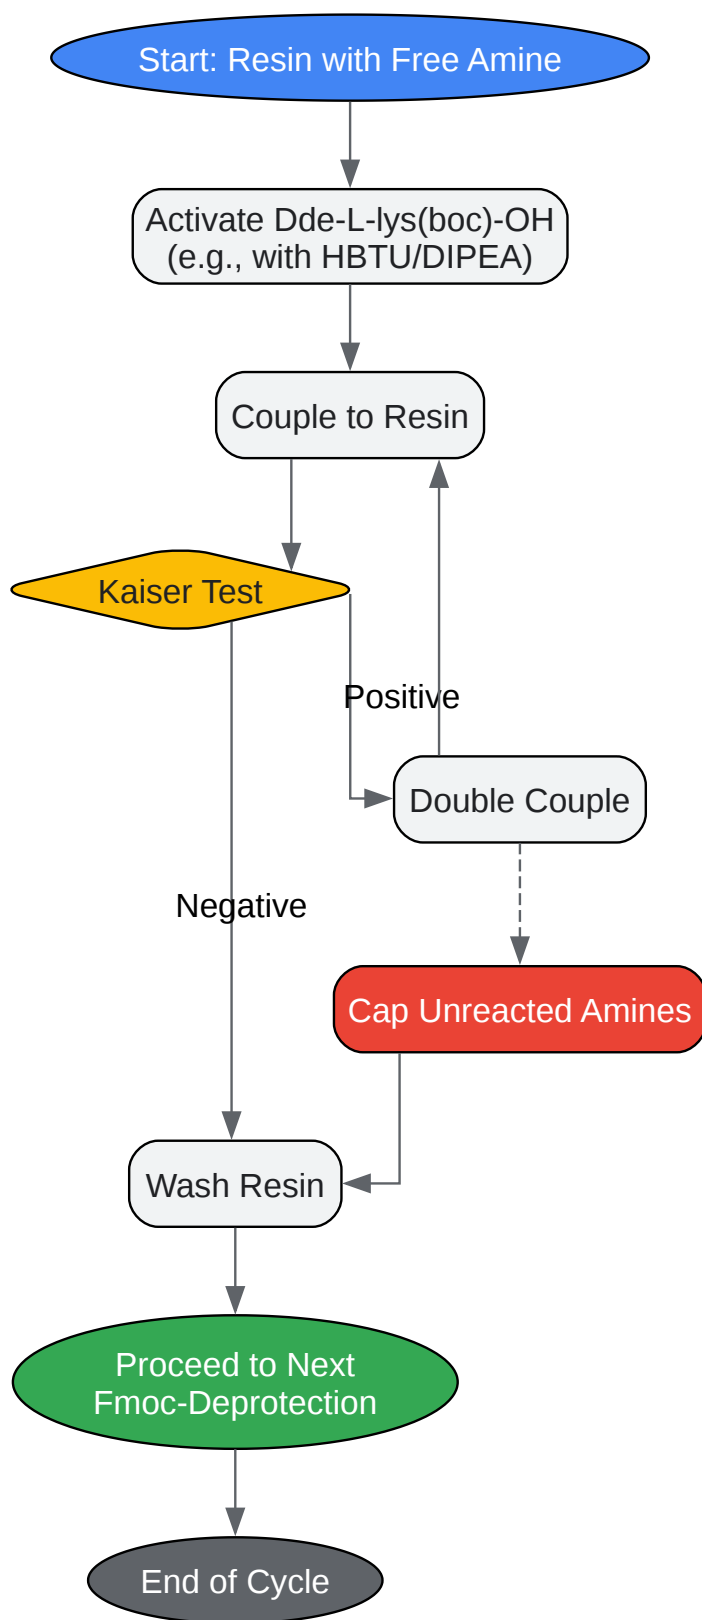 Start: Resin with Free Amine
Activate Dde-L-lys(boc)-OH
(e.g., with HBTU/DIPEA)
Couple to Resin
Kaiser Test
Positive
Double Couple
Negative
Cap Unreacted Amines
Wash Resin
Proceed to Next
Fmoc-Deprotection
End of Cycle